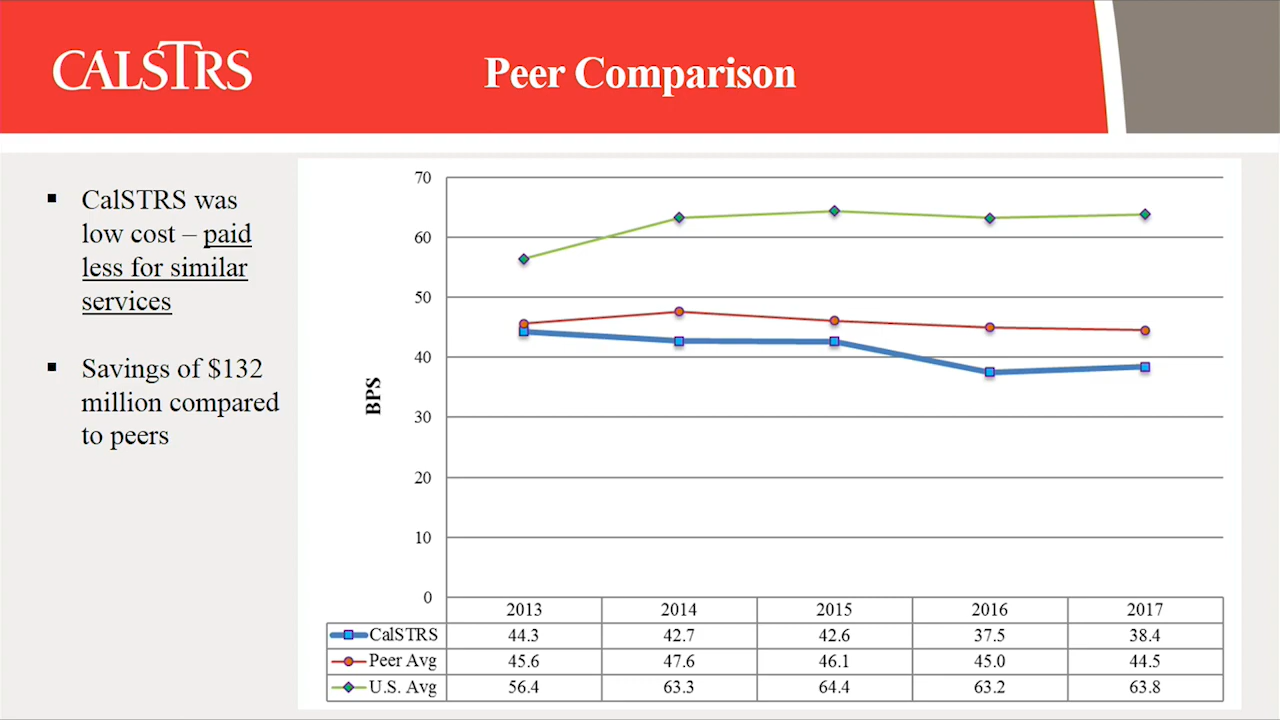 CALSTRS
Peer Comparison
▪ CalSTRS was
low cost – paid
less for similar
services
▪ Savings of $132
million compared
to peers
70
60
50
40
30
20
10
0
BPS
2013 2014 2015 2016 2017
CalSTRS 44.3 42.7 42.6 37.5 38.4
Peer Avg 45.6 47.6 46.1 45.0 44.5
U.S. Avg 56.4 63.3 64.4 63.2 63.8